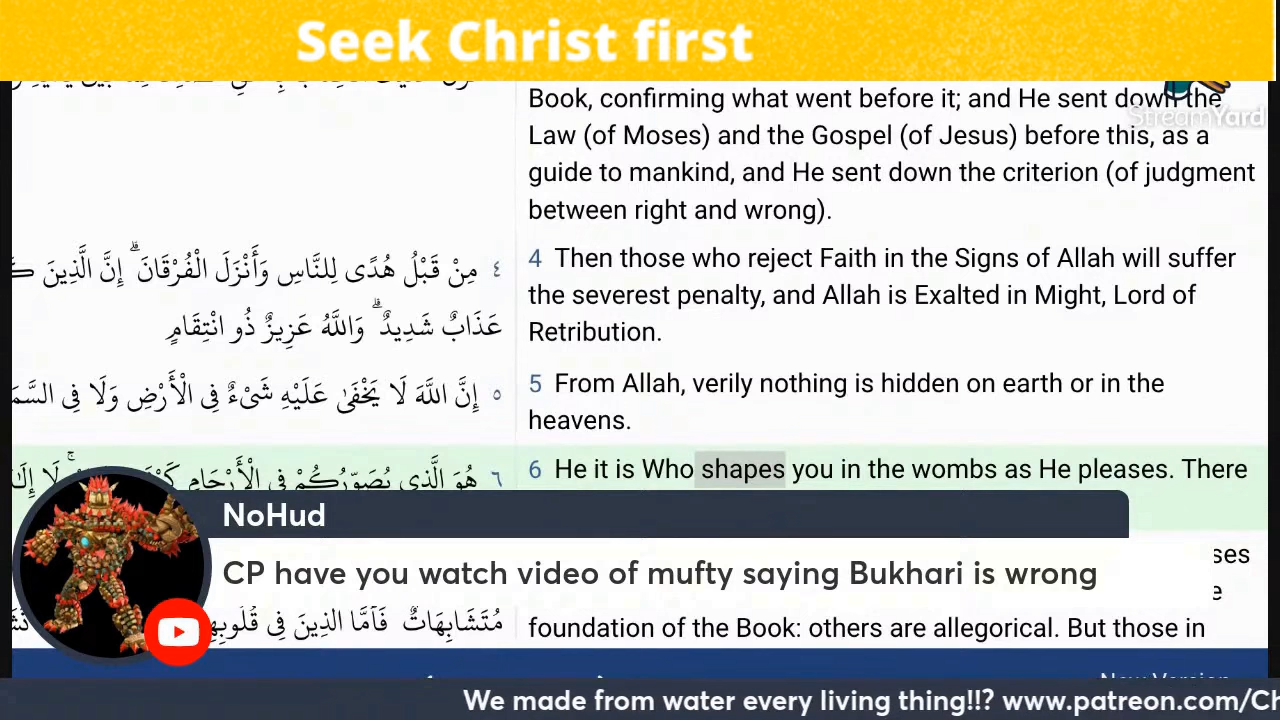 Seek Christ first
StreamYard
Book, confirming what went before it; and He sent down the
Law (of Moses) and the Gospel (of Jesus) before this, as a
guide to mankind, and He sent down the criterion (of judgment
between right and wrong).
٤ مِنْ قَبْلُ هُدًى لِلنَّاسِ وَأَنْزَلَ الْفُرْقَانَ ۗ إِنَّ الَّذِينَ
عَذَابٌ شَدِيدٌ ۗ وَاللَّهُ عَزِيزٌ ذُو انْتِقَامٍ
4 Then those who reject Faith in the Signs of Allah will suffer
the severest penalty, and Allah is Exalted in Might, Lord of
Retribution.
٥ إِنَّ اللَّهَ لَا يَخْفَىٰ عَلَيْهِ شَيْءٌ فِي الْأَرْضِ وَلَا فِي
5 From Allah, verily nothing is hidden on earth or in the
heavens.
٦ هُوَ الَّذِي يُصَوِّرُكُمْ فِي الْأَرْحَامِ
6 He it is Who shapes you in the wombs as He pleases. There
NoHud
CP have you watch video of mufty saying Bukhari is wrong
مُتَشَابِهَاتٌ ۖ فَأَمَّا الَّذِينَ فِي
foundation of the Book: others are allegorical. But those in
We made from water every living thing!!? www.patreon.com/Ch